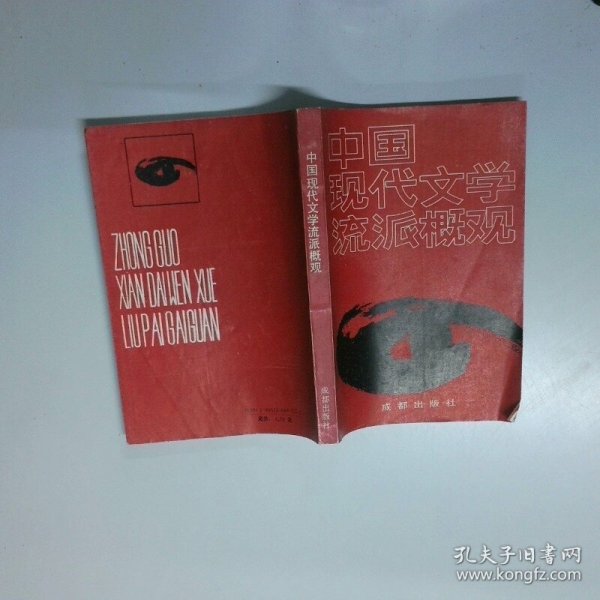 中国
现代文学
流派概观
成都出版社
中国现代文学流派概观
成都出版社
ZHONG GUO
XIAN DAI WEN XUE
LIU PAI GAIGUAN
孔夫子旧书网
www.kongfz.com